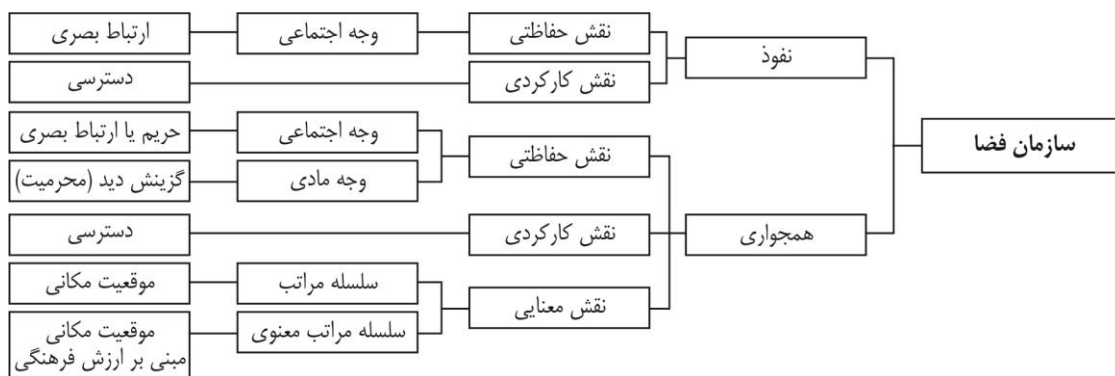 سازمان فضا
نفوذ
نقش حفاظتی
وجه اجتماعی
ارتباط بصری
نقش کارکردی
دسترسی
همجواری
نقش حفاظتی
وجه اجتماعی
حریم یا ارتباط بصری
وجه مادی
گزینش دید (محرمیت)
نقش کارکردی
دسترسی
نقش معنایی
سلسله مراتب
موقعیت مکانی
سلسله مراتب معنوی
موقعیت مکانی
مبنی بر ارزش فرهنگی